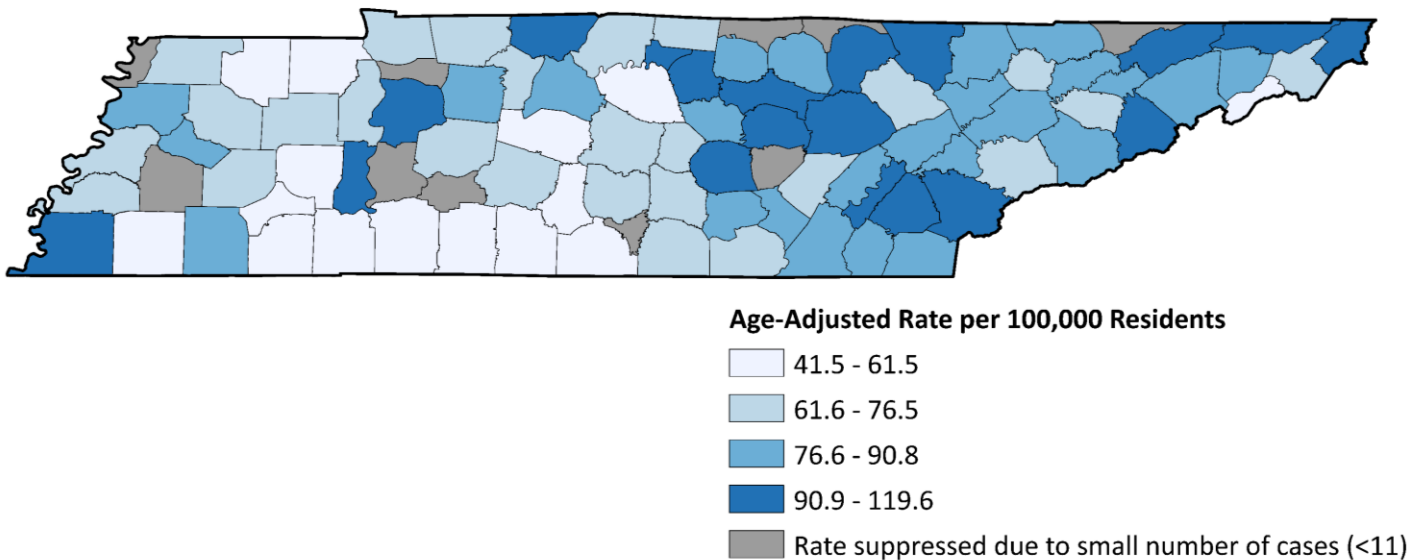 Age-Adjusted Rate per 100,000 Residents
41.5 - 61.5
61.6 - 76.5
76.6 - 90.8
90.9 - 119.6
Rate suppressed due to small number of cases (<11)